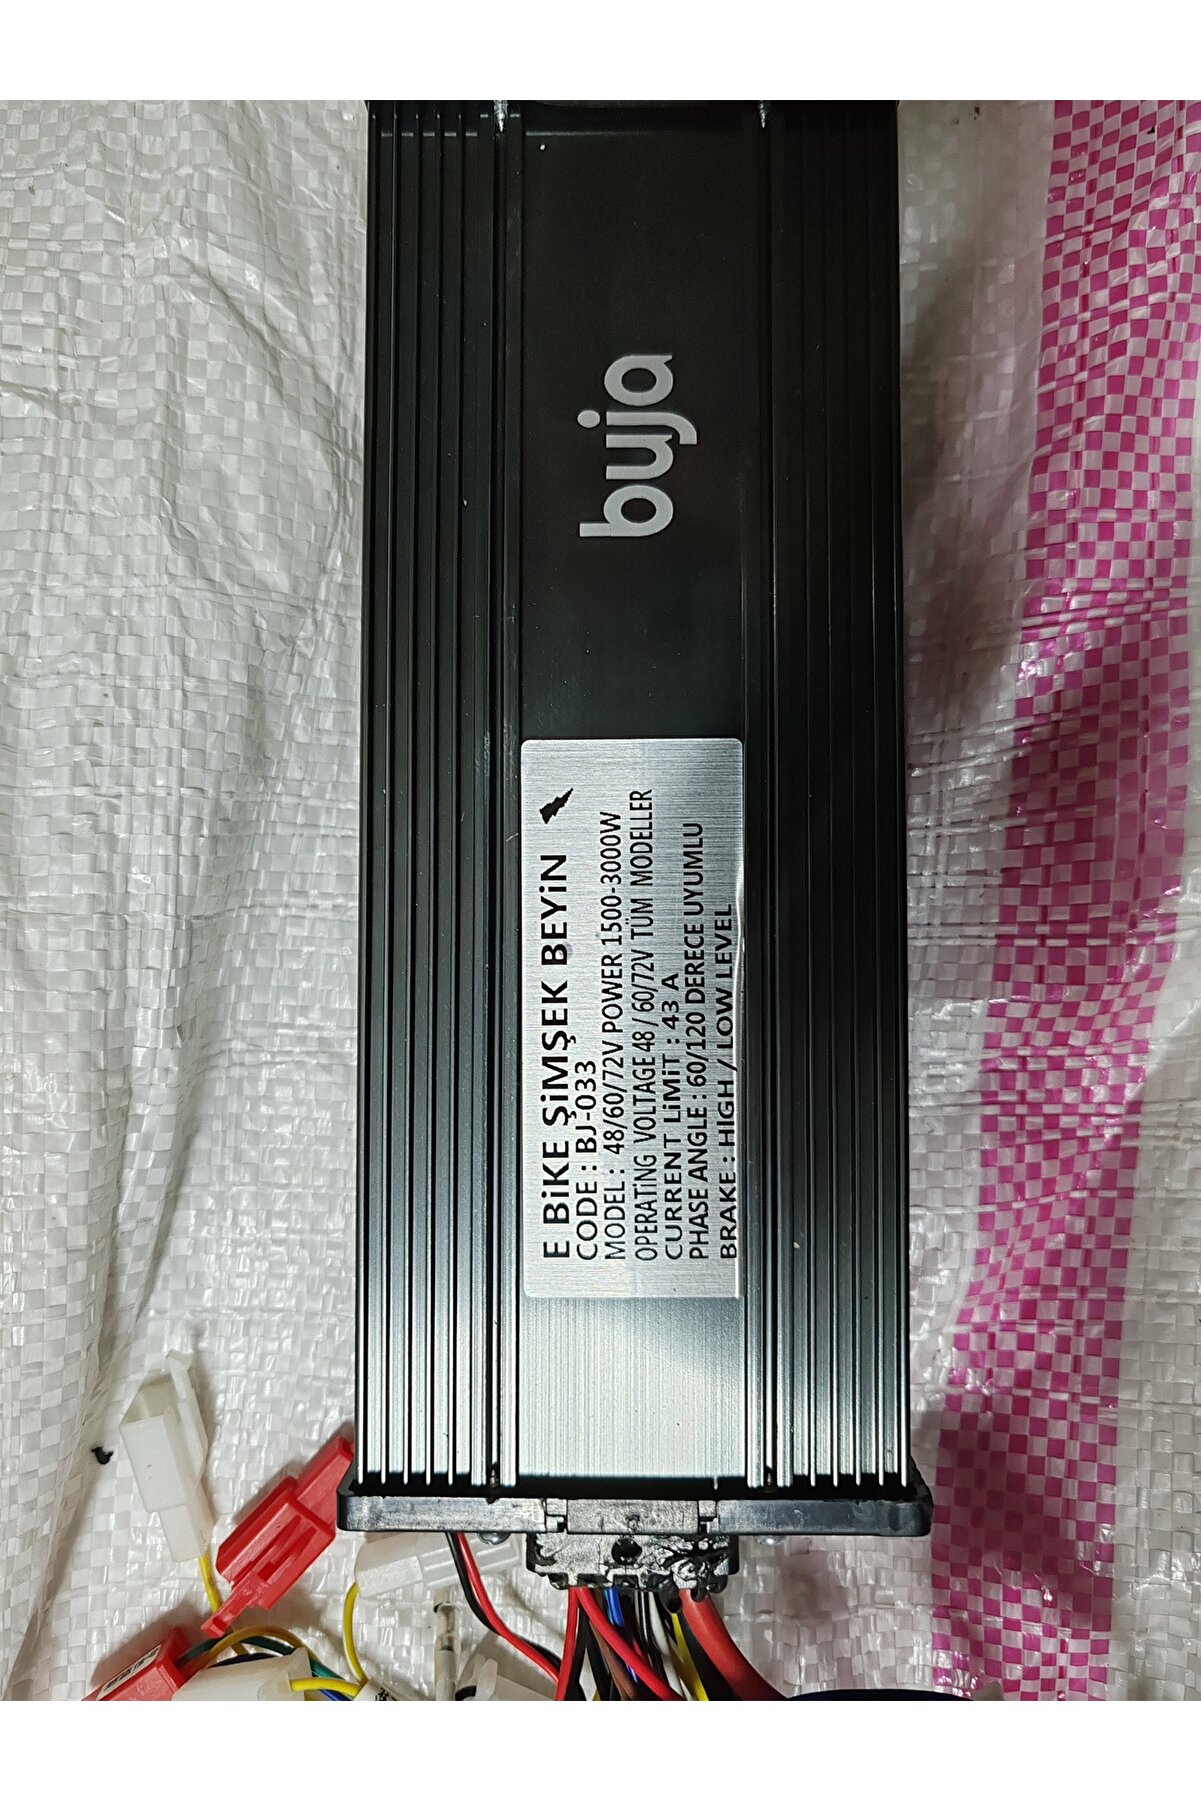 buja
E BiKE ŞiMŞEK BEYiN
CODE : BJ-033
MODEL : 48/60/72V POWER 1500-3000W
OPERATiNG VOLTAGE 48 / 60/72V TÜM MODELLER
CURRENT LiMiT : 43 A
PHASE ANGLE : 60/120 DERECE UYUMLU
BRAKE : HIGH / LOW LEVEL